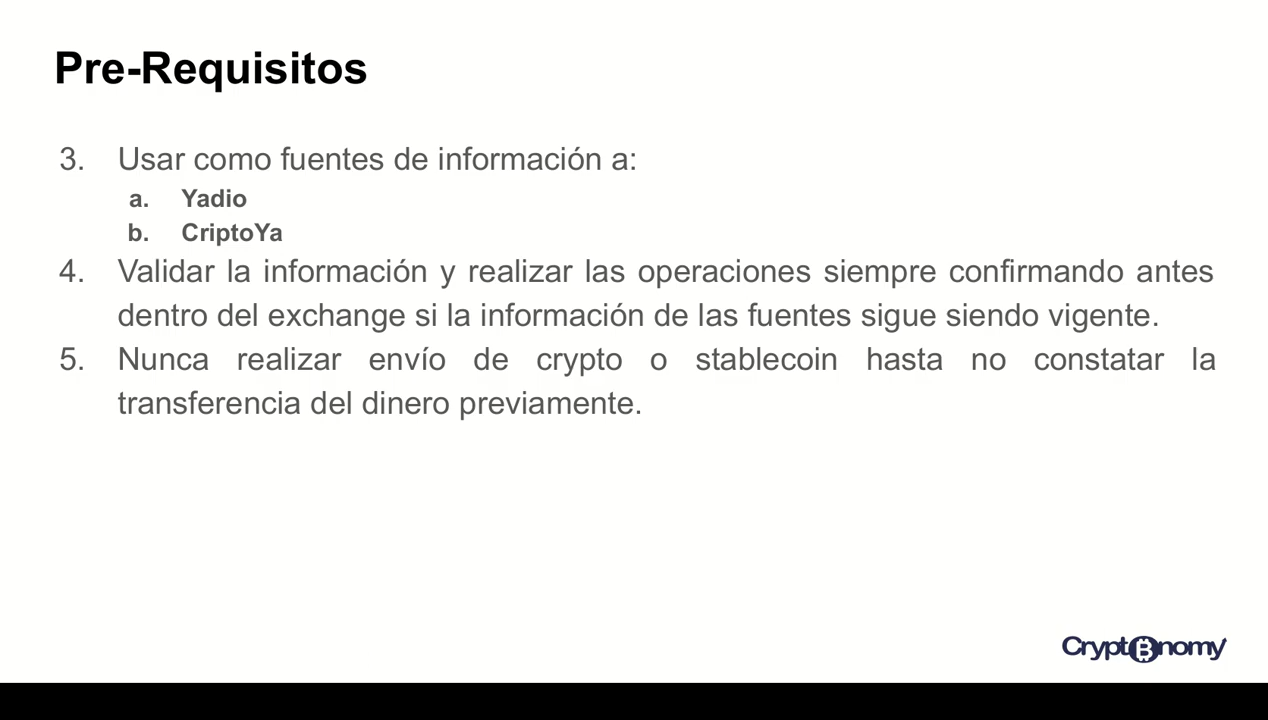 Pre-Requisitos
3. Usar como fuentes de información a:
a. Yadio
b. CriptoYa
4. Validar la información y realizar las operaciones siempre confirmando antes
dentro del exchange si la información de las fuentes sigue siendo vigente.
5. Nunca realizar envío de crypto o stablecoin hasta no constatar la
transferencia del dinero previamente.
Cryptonomy